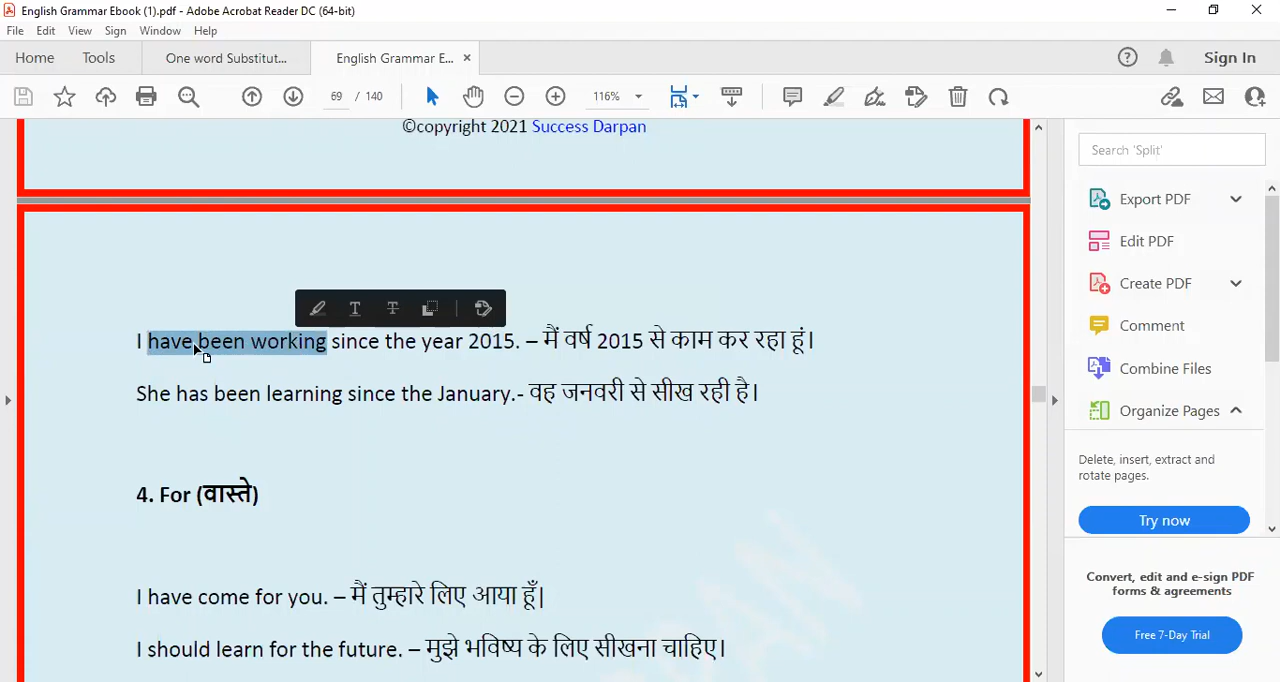 English Grammar Ebook (1).pdf - Adobe Acrobat Reader DC (64-bit)
File Edit View Sign Window Help
Home Tools One word Substitut... English Grammar E... × Sign In
69 / 140 116%
©copyright 2021 Success Darpan
I have been working since the year 2015. – मैं वर्ष 2015 से काम कर रहा हूं।
She has been learning since the January.- वह जनवरी से सीख रही है।
4. For (वास्ते)
I have come for you. – मैं तुम्हारे लिए आया हूँ|
I should learn for the future. – मुझे भविष्य के लिए सीखना चाहिए।
Search 'Split'
Export PDF
Edit PDF
Create PDF
Comment
Combine Files
Organize Pages
Delete, insert, extract and
rotate pages.
Try now
Convert, edit and e-sign PDF
forms & agreements
Free 7-Day Trial